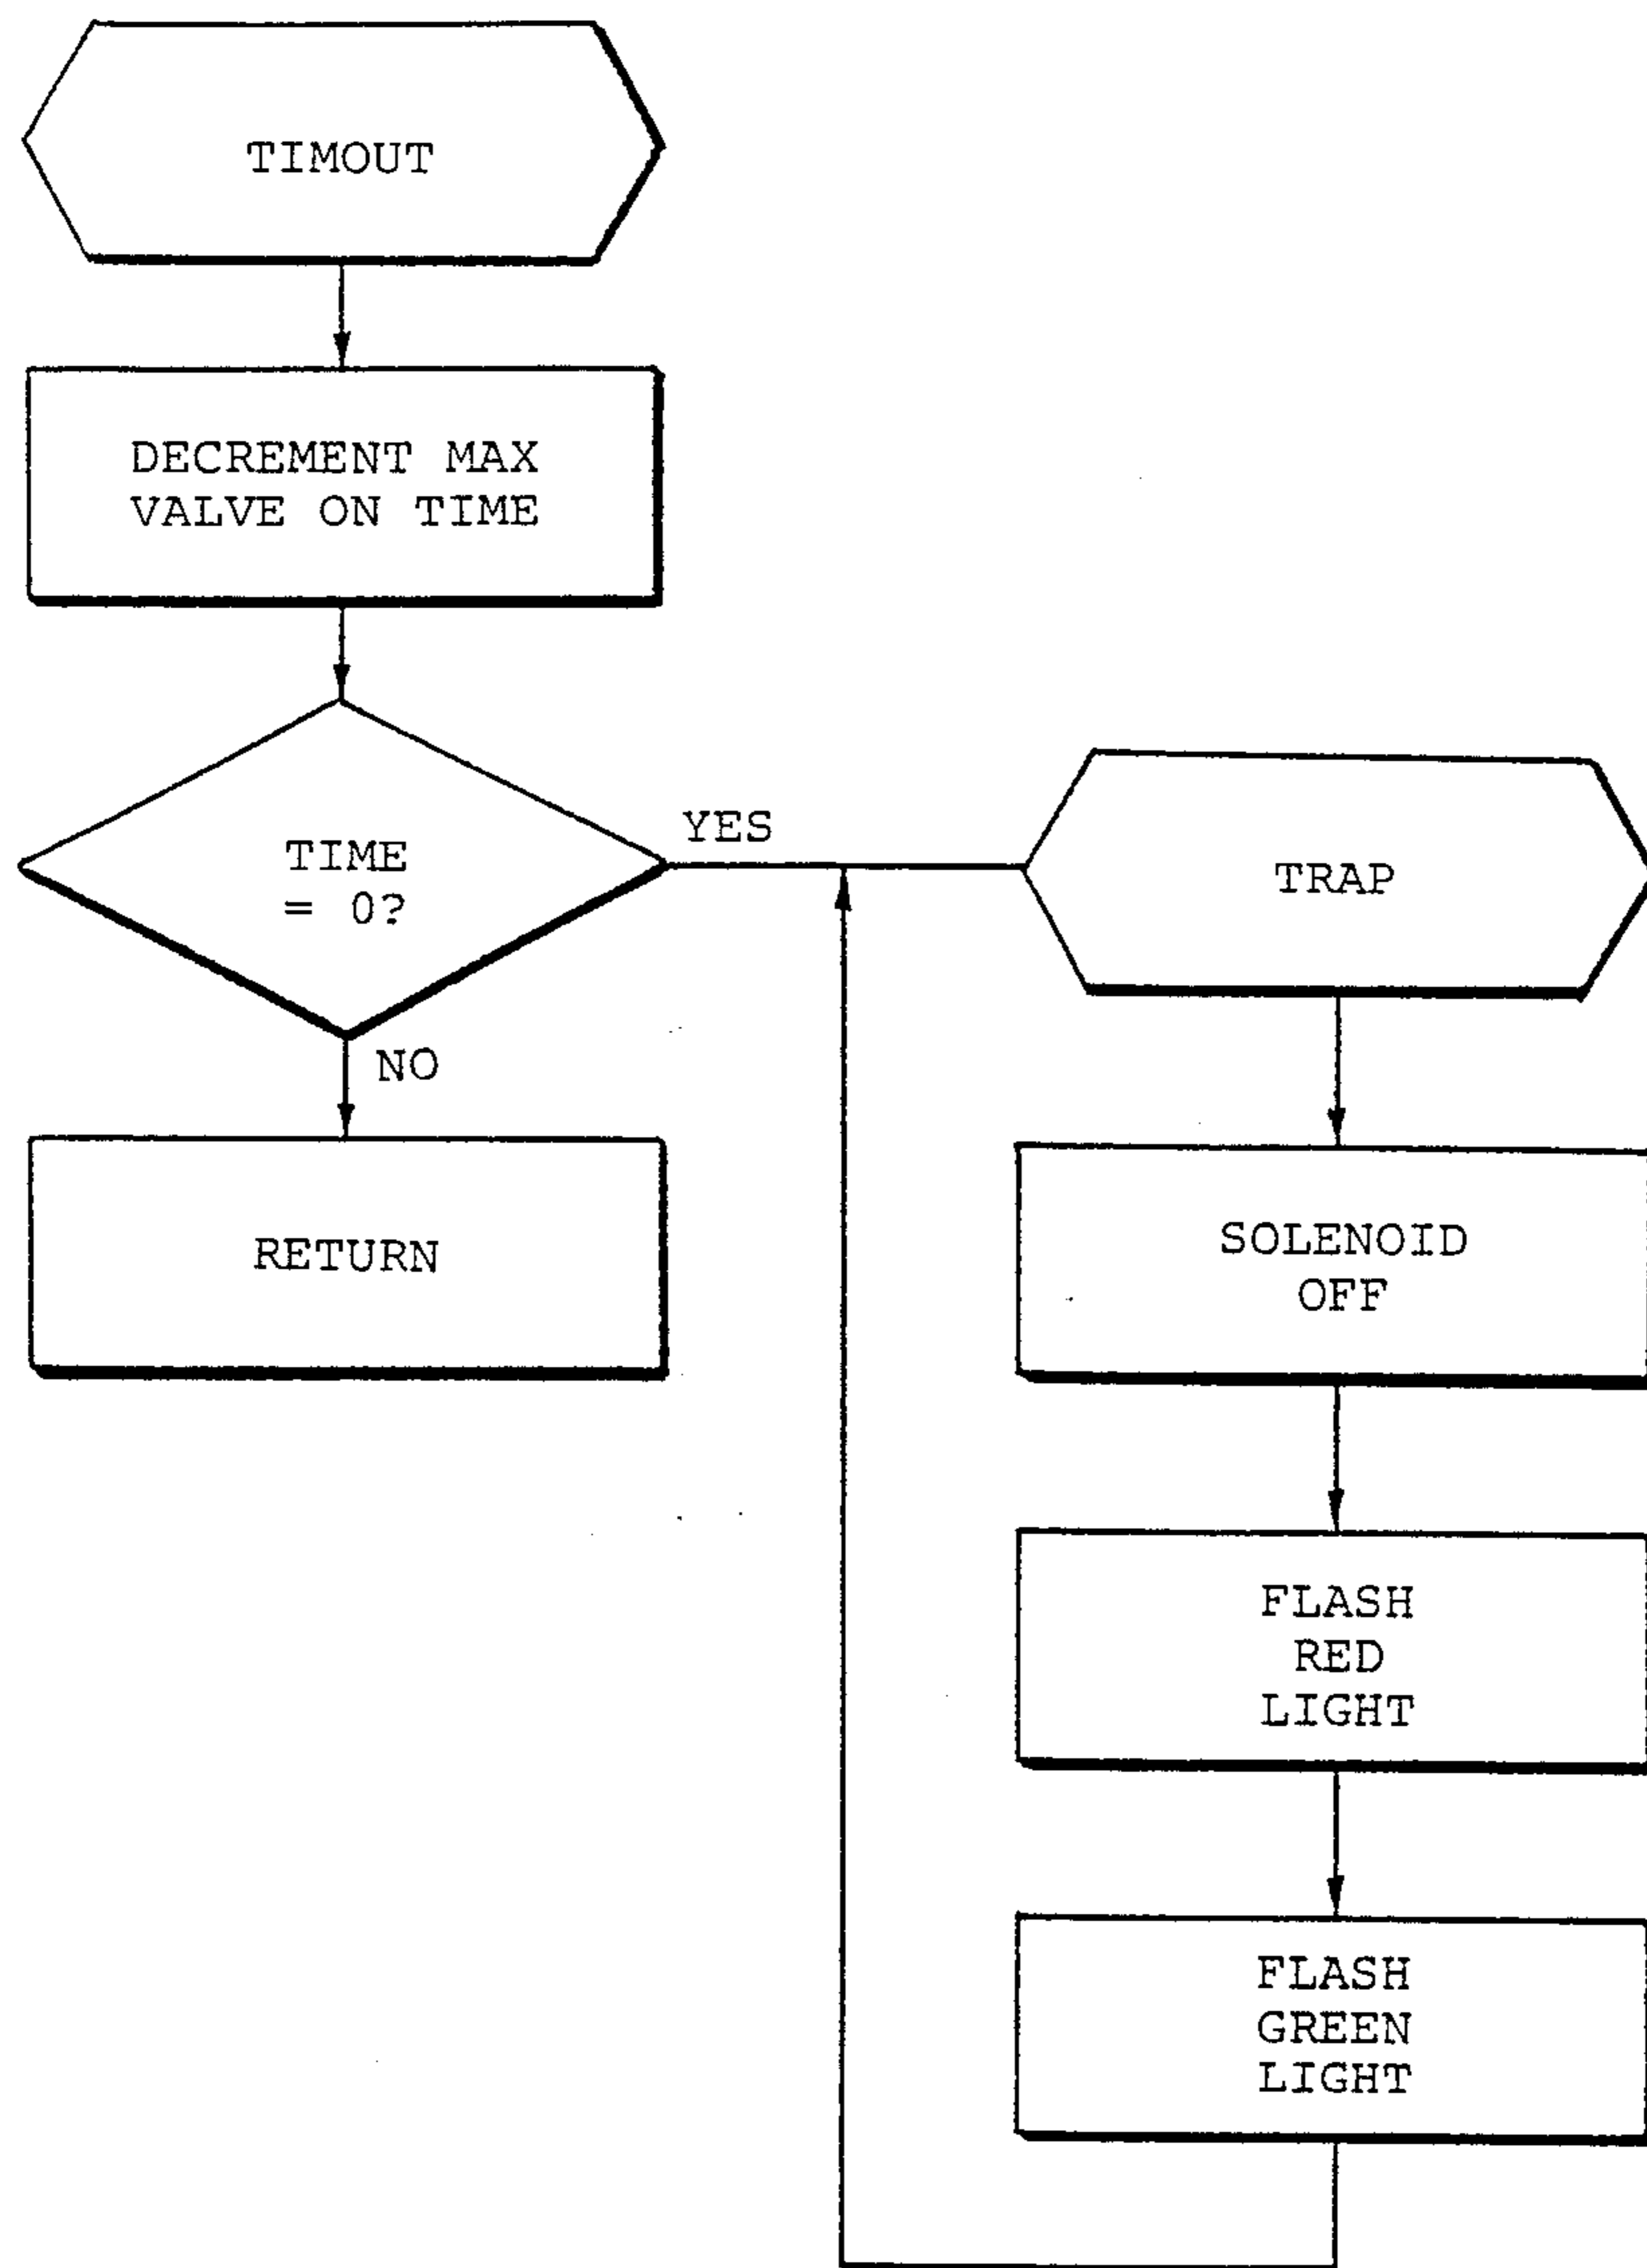 TIMOUT
DECREMENT MAX
VALVE ON TIME
TIME
= 0?
YES
NO
RETURN
TRAP
SOLENOID
OFF
FLASH
RED
LIGHT
FLASH
GREEN
LIGHT